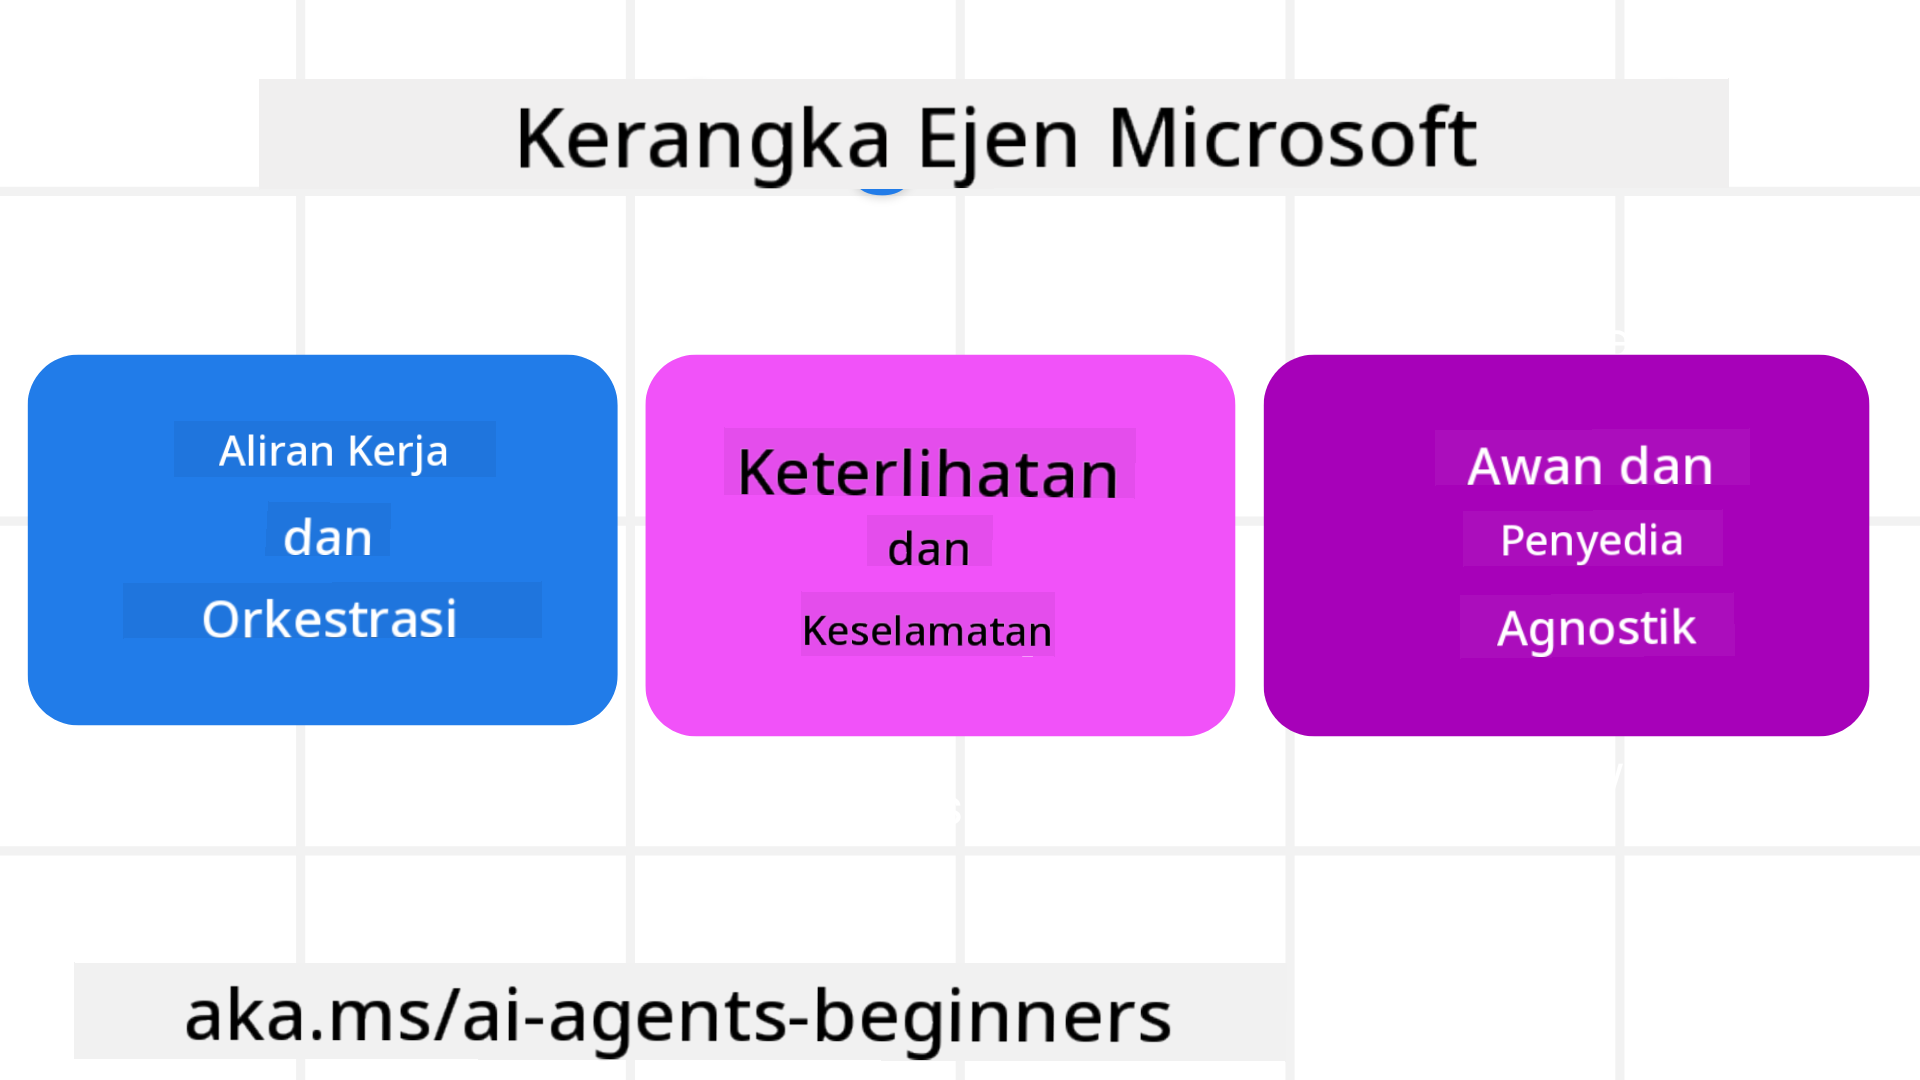 Kerangka Ejen Microsoft
Aliran Kerja
dan
Orkestrasi
Keterlihatan
dan
Keselamatan
Awan dan
Penyedia
Agnostik
aka.ms/ai-agents-beginners